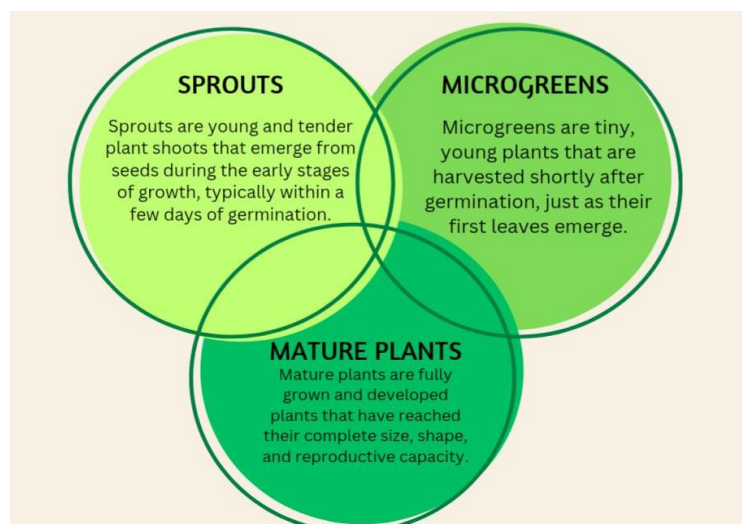 SPROUTS
Sprouts are young and tender
plant shoots that emerge from
seeds during the early stages
of growth, typically within a
few days of germination.
MICROGREENS
Microgreens are tiny,
young plants that are
harvested shortly after
germination, just as their
first leaves emerge.
MATURE PLANTS
Mature plants are fully
grown and developed
plants that have reached
their complete size, shape,
and reproductive capacity.